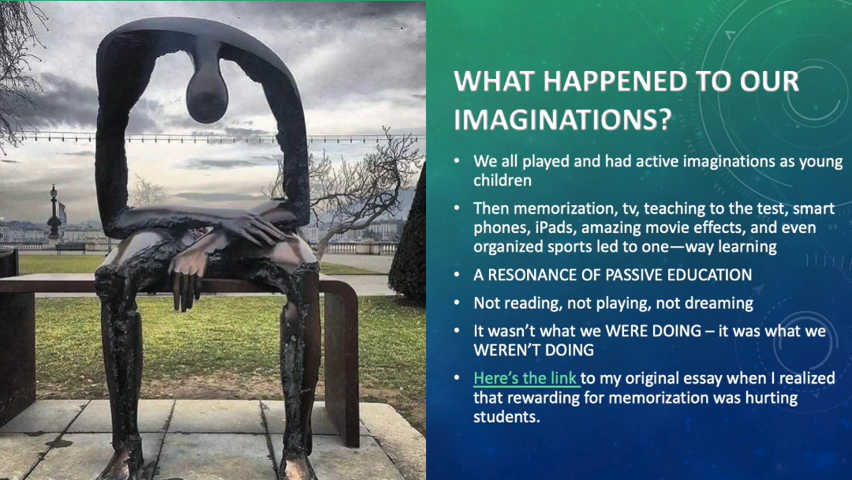 WHAT HAPPENED TO OUR
IMAGINATIONS?
• We all played and had active imaginations as young
children
• Then memorization, tv, teaching to the test, smart
phones, iPads, amazing movie effects, and even
organized sports led to one—way learning
• A RESONANCE OF PASSIVE EDUCATION
• Not reading, not playing, not dreaming
• It wasn't what we WERE DOING – it was what we
WEREN'T DOING
• Here's the link to my original essay when I realized
that rewarding for memorization was hurting
students.